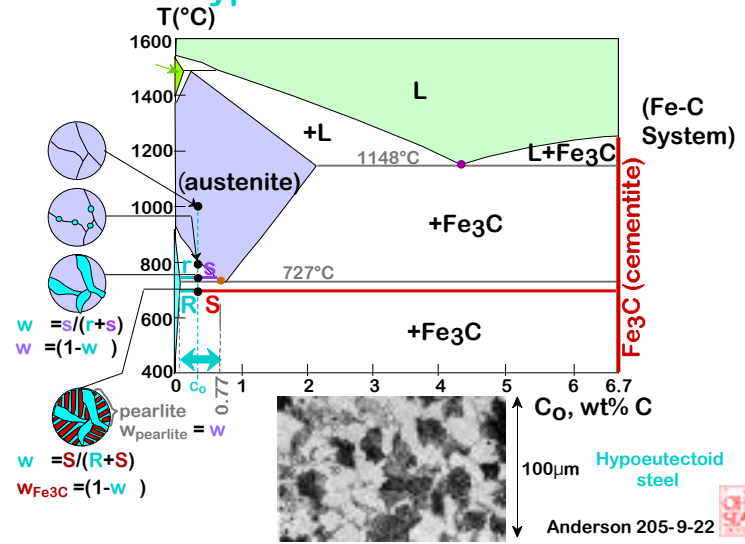 T(°C)
1600
1400
1200
1000
800
600
400
L
+L
1148°C
L+Fe3C
(austenite)
+Fe3C
r s
727°C
R S
+Fe3C
(Fe-C
System)
Fe3C (cementite)
0 1 2 3 4 5 6 6.7
Co
0.77
Co, wt% C
w =s/(r+s)
w =(1-w )
pearlite
wpearlite = w
w =S/(R+S)
wFe3C =(1-w )
100μm
Hypoeutectoid
steel
Anderson 205-9-22